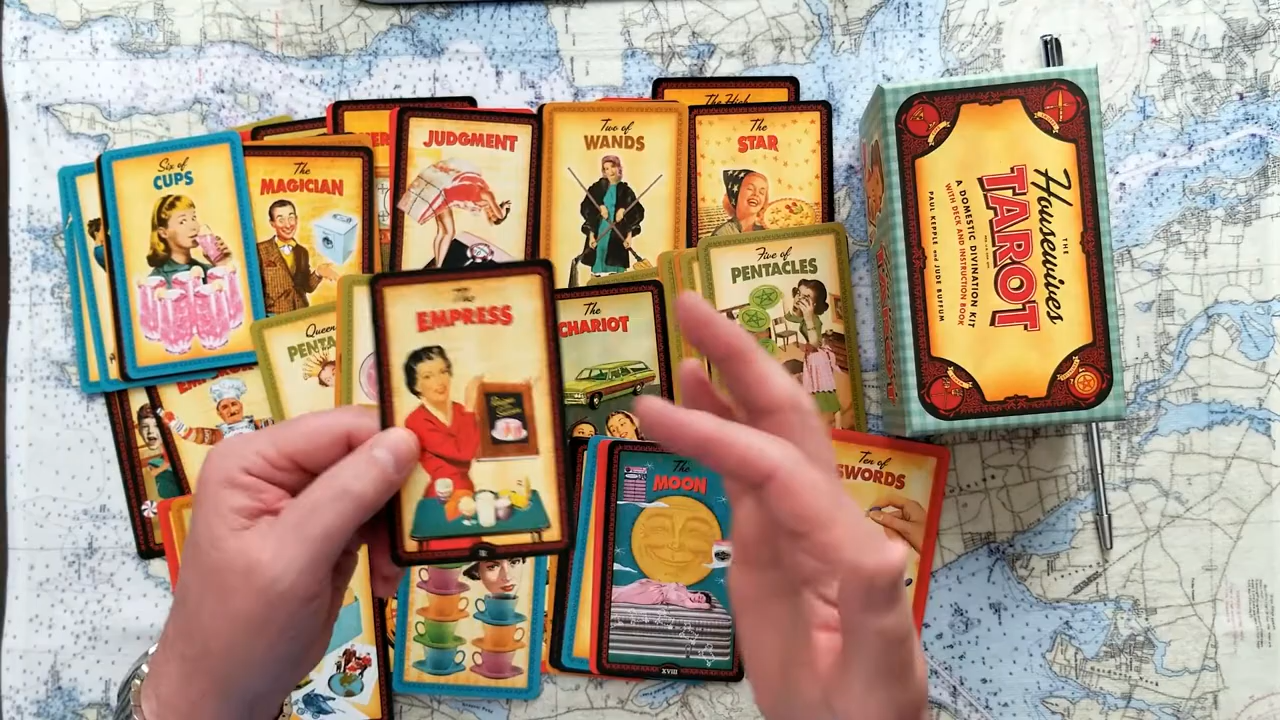 The High
JUDGMENT
Two of
WANDS
The
STAR
Six of
CUPS
The
MAGICIAN
Five of
PENTACLES
Queen
PENTA
The
EMPRESS
The
CHARIOT
The
MOON
XVIII
Ten of
SWORDS
THE
Housewives
TAROT
A DOMESTIC DIVINATION KIT
WITH DECK AND INSTRUCTION BOOK
PAUL KEPPLE and JUDE BUFFUM